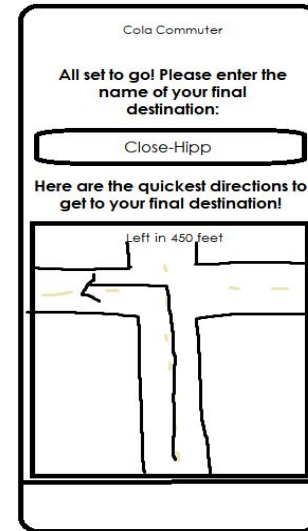 Cola Commuter
All set to go! Please enter the
name of your final
destination:
Close-Hipp
Here are the quickest directions to
get to your final destination!
Left in 450 feet